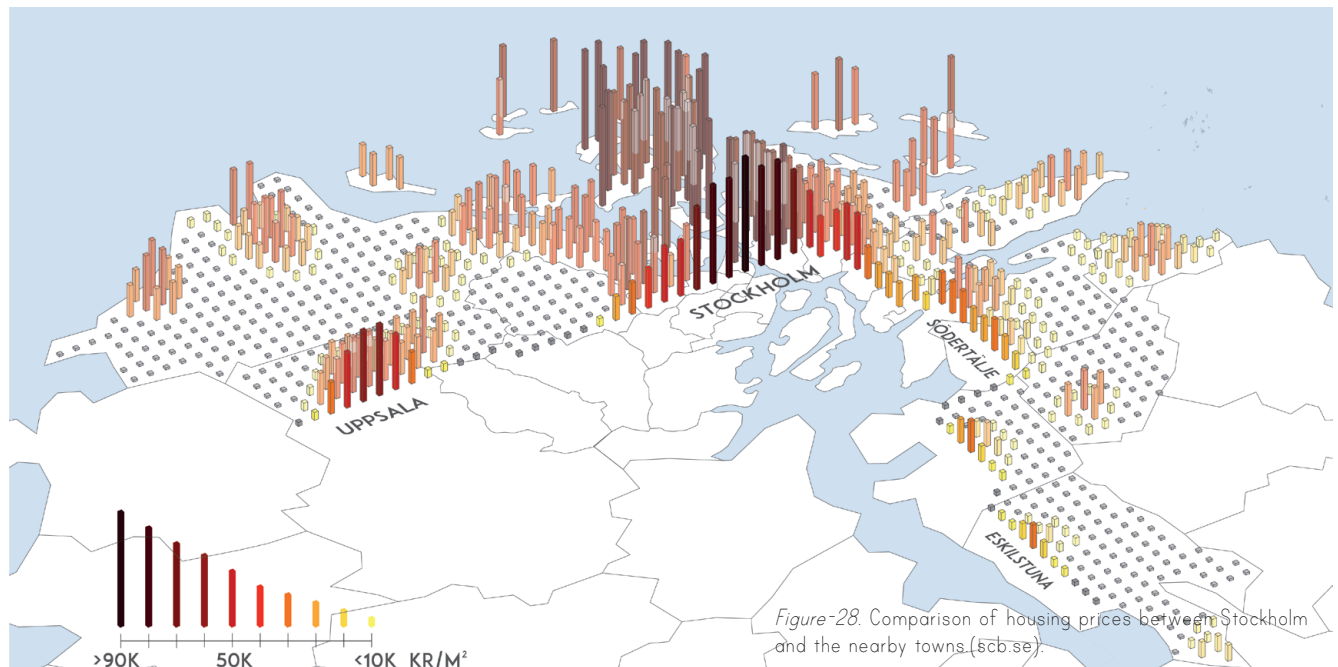 STOCKHOLM
SÖDERTÄLJE
UPPSALA
ESKILSTUNA
>90K 50K <10K KR/M²
Figure-28. Comparison of housing prices between Stockholm
and the nearby towns (scb.se).